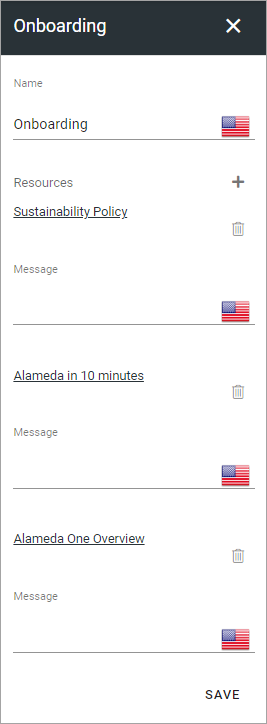 Onboarding
Name
Onboarding
Resources
Sustainability Policy
Message
Alameda in 10 minutes
Message
Alameda One Overview
Message
SAVE